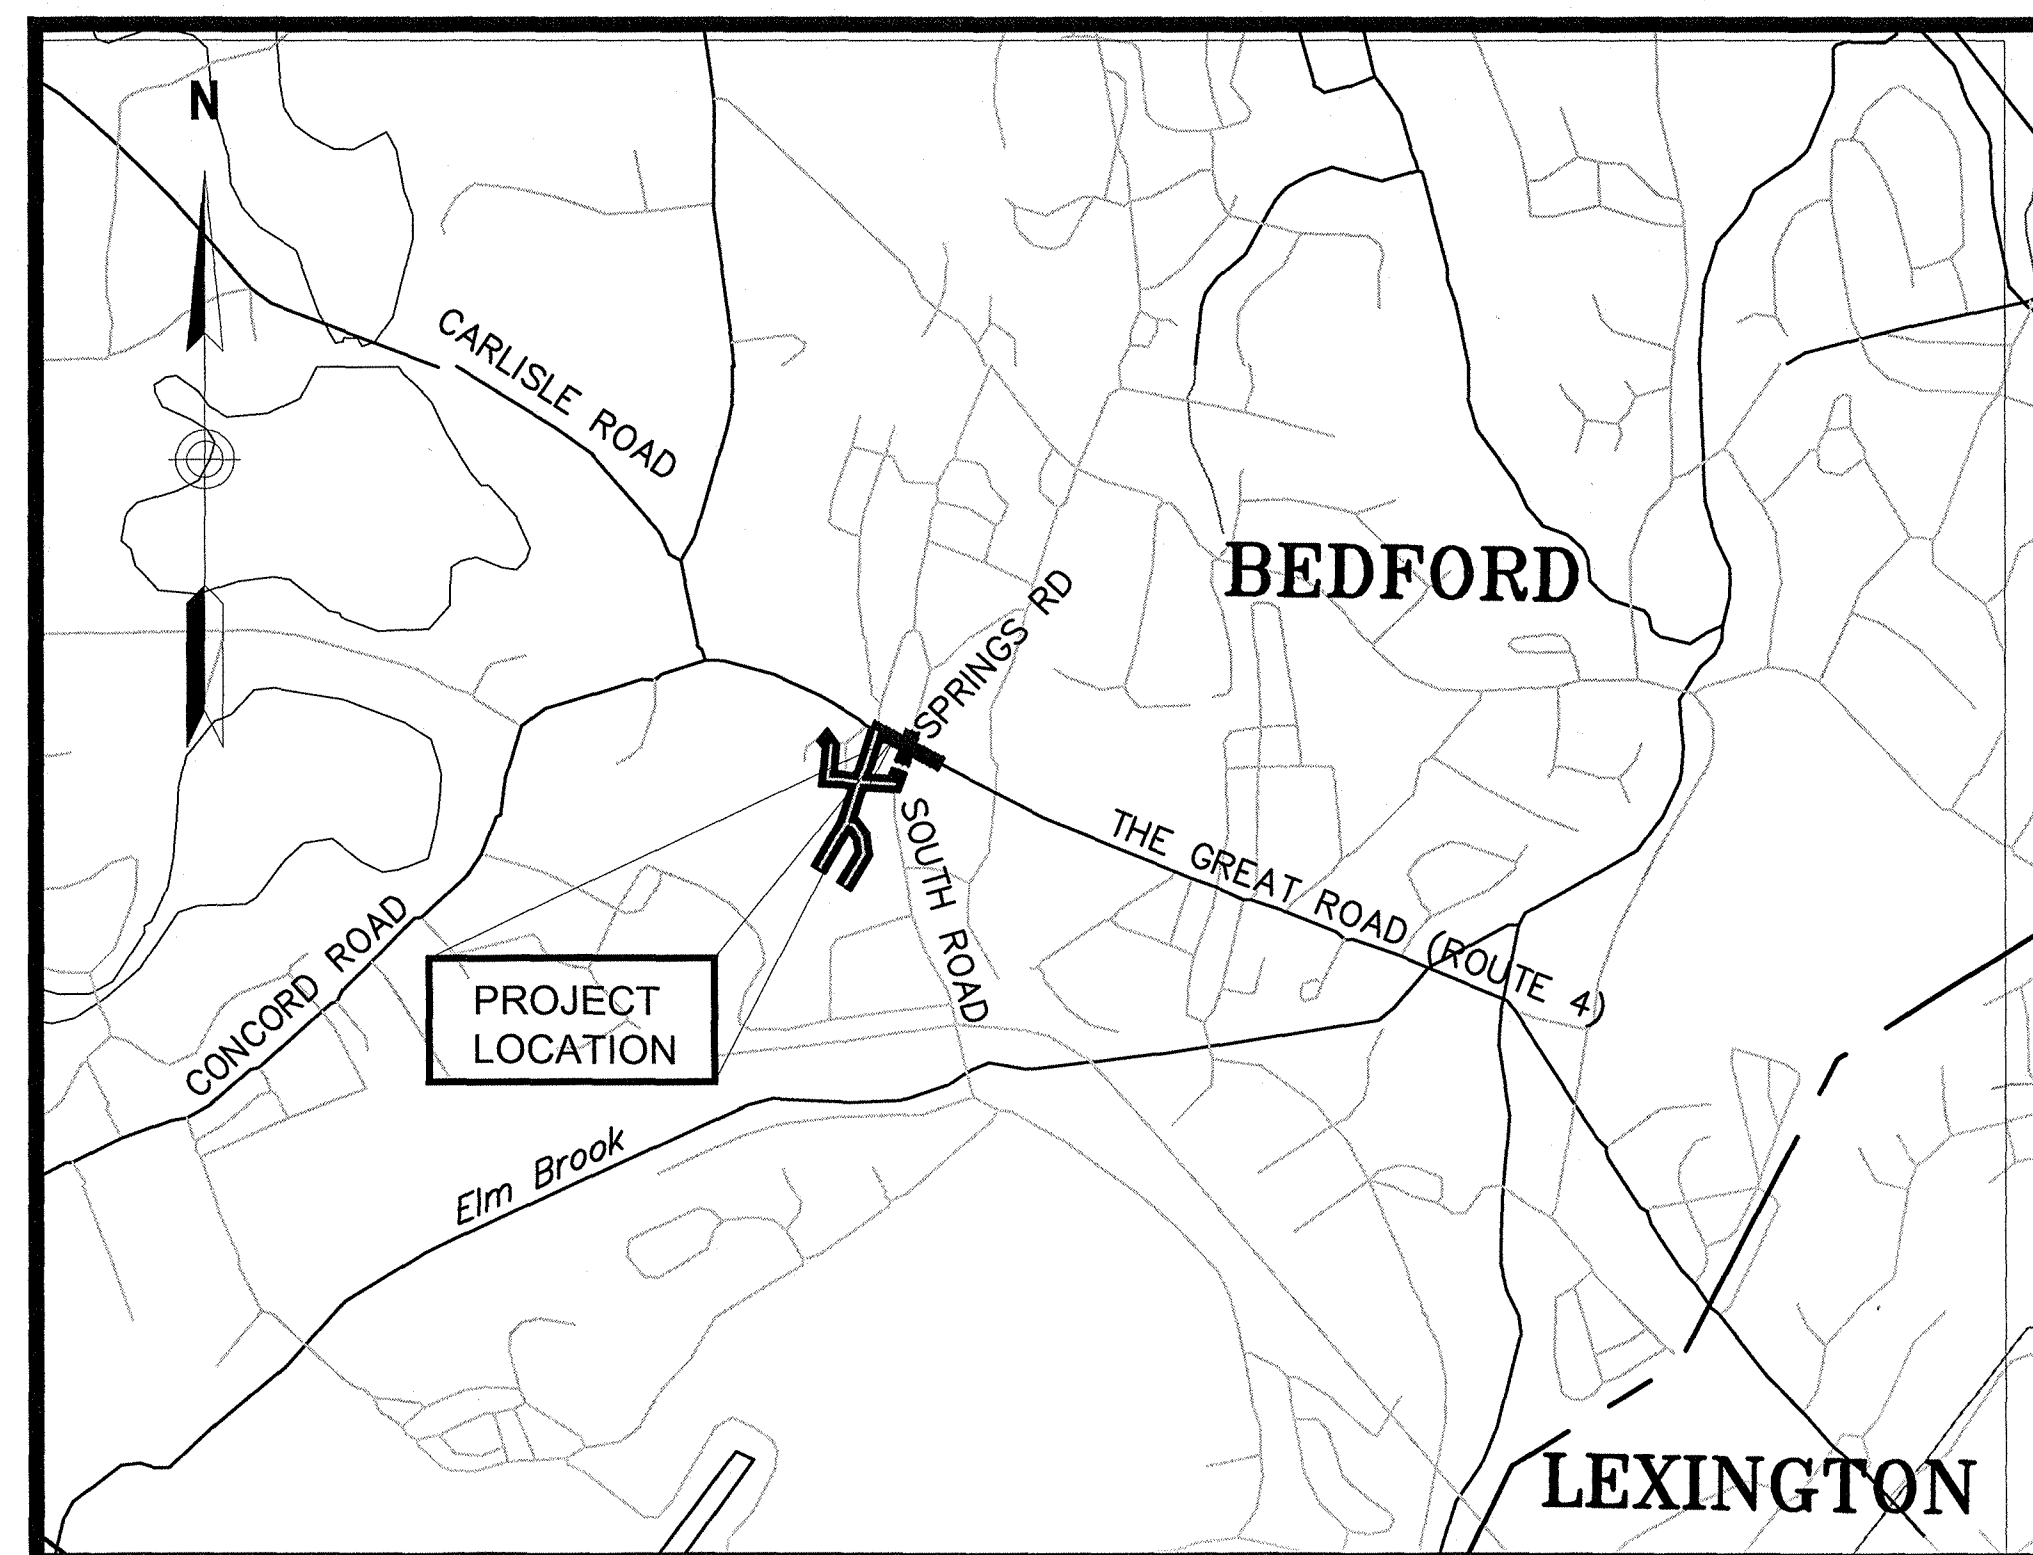 N
CARLISLE ROAD
BEDFORD
SPRINGS RD
THE GREAT ROAD (ROUTE 4)
SOUTH ROAD
CONCORD ROAD
PROJECT
LOCATION
Elm Brook
LEXINGTON